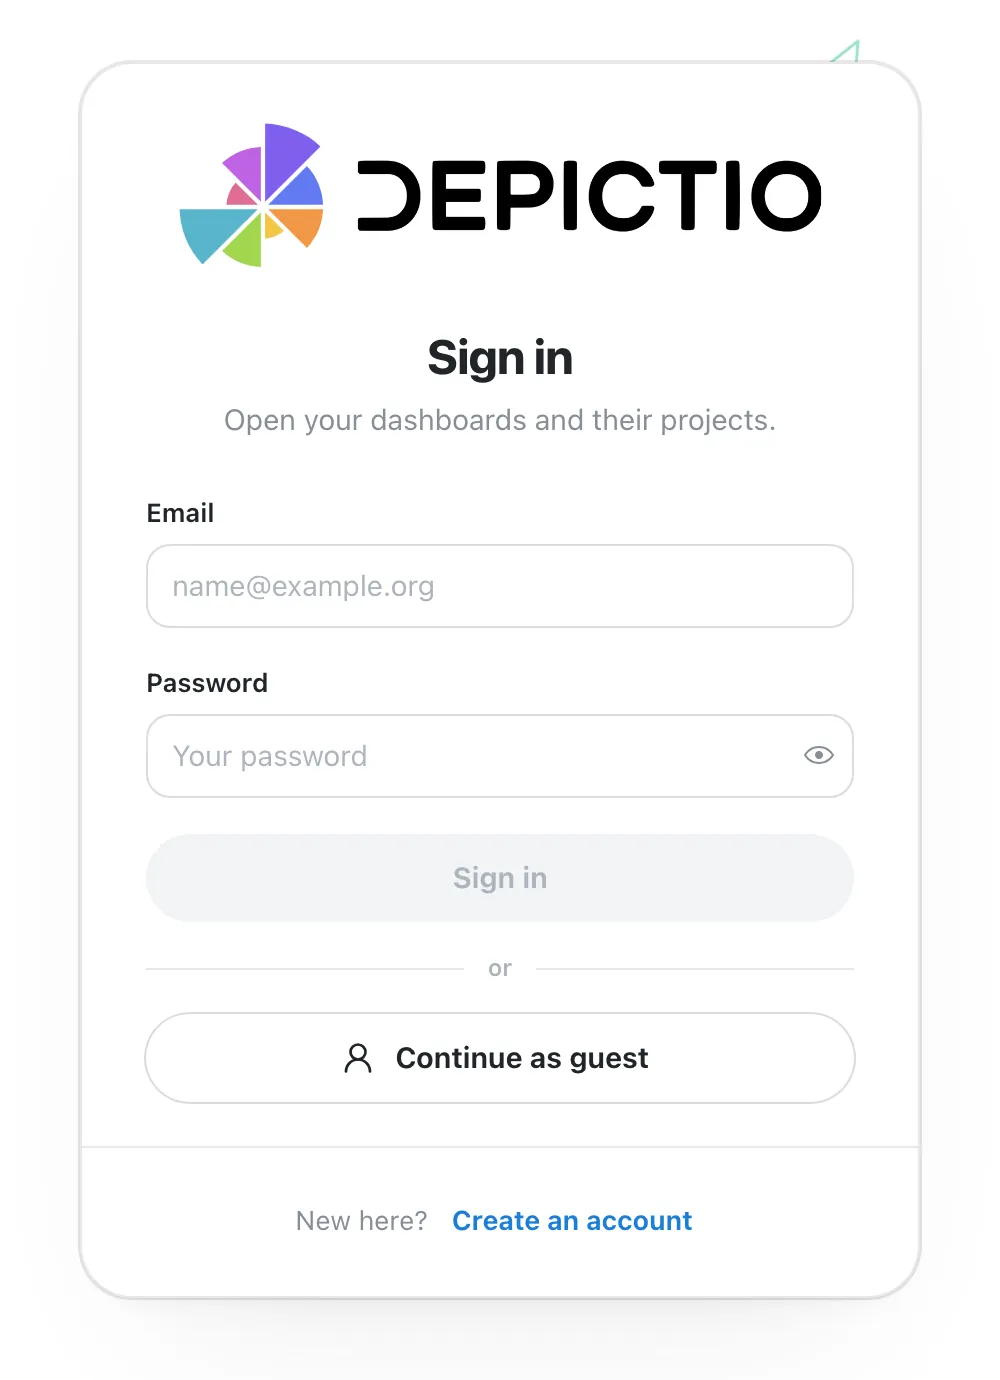 DEPICTIO
Sign in
Open your dashboards and their projects.
Email
name@example.org
Password
Your password
Sign in
or
Continue as guest
New here? Create an account